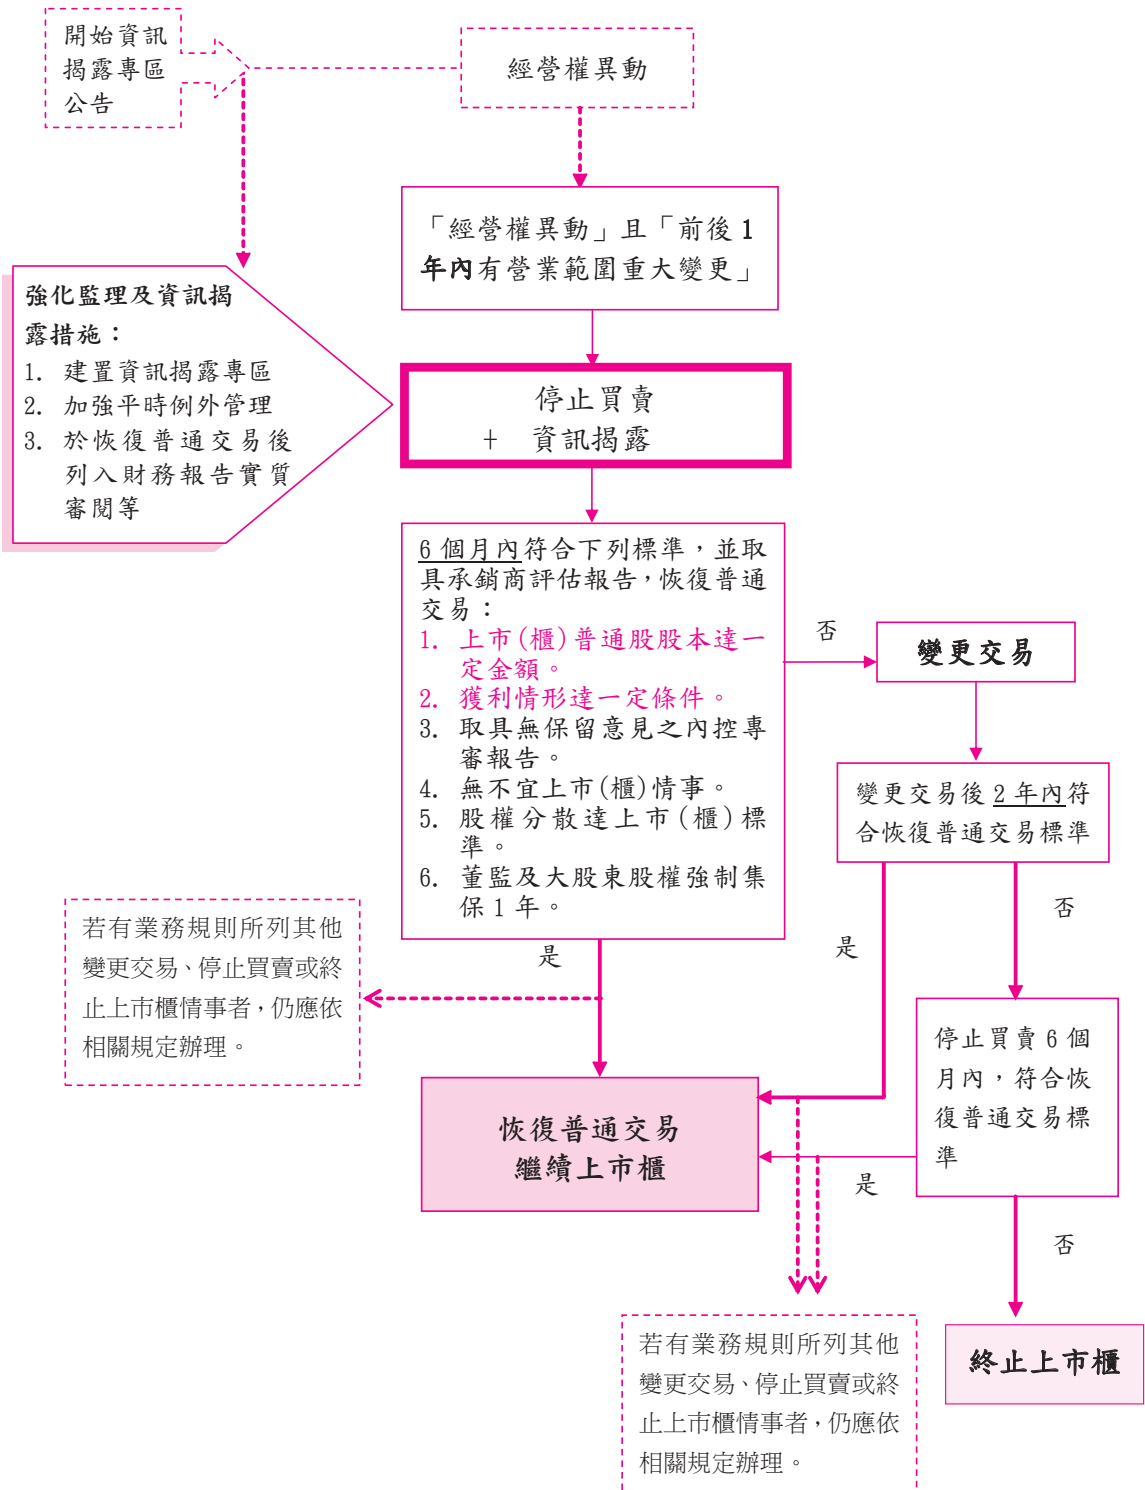 開始資訊
揭露專區
公告
經營權異動
「經營權異動」且「前後1
年內有營業範圍重大變更」
強化監理及資訊揭
露措施：
1. 建置資訊揭露專區
2. 加強平時例外管理
3. 於恢復普通交易後
列入財務報告實質
審閱等
停止買賣
+ 資訊揭露
6個月內符合下列標準，並取
具承銷商評估報告，恢復普通
交易：
1. 上市(櫃)普通股股本達一
定金額。
2. 獲利情形達一定條件。
3. 取具無保留意見之內控專
審報告。
4. 無不宜上市(櫃)情事。
5. 股權分散達上市(櫃)標
準。
6. 董監及大股東股權強制集
保1年。
否
變更交易
變更交易後2年內符
合恢復普通交易標準
是
否
是
若有業務規則所列其他
變更交易、停止買賣或終
止上市櫃情事者，仍應依
相關規定辦理。
停止買賣6個
月內，符合恢
復普通交易標
準
恢復普通交易
繼續上市櫃
是
否
若有業務規則所列其他
變更交易、停止買賣或終
止上市櫃情事者，仍應依
相關規定辦理。
終止上市櫃